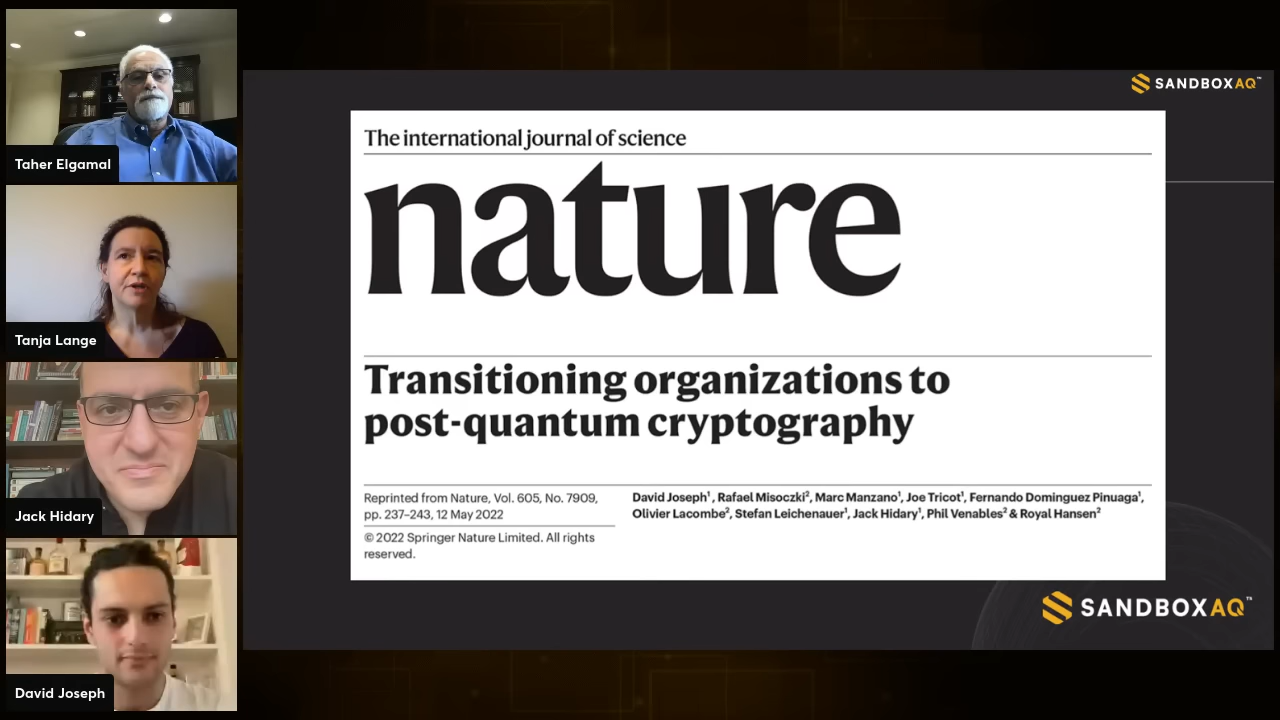 Taher Elgamal
Tanja Lange
Jack Hidary
David Joseph
SANDBOXAQ™
The international journal of science
nature
Transitioning organizations to
post-quantum cryptography
Reprinted from Nature, Vol. 605, No. 7909,
pp. 237–243, 12 May 2022
© 2022 Springer Nature Limited. All rights
reserved.
David Joseph¹, Rafael Misoczki², Marc Manzano¹, Joe Tricot¹, Fernando Dominguez Pinuaga¹,
Olivier Lacombe², Stefan Leichenauer¹, Jack Hidary¹, Phil Venables² & Royal Hansen²
SANDBOXAQ™